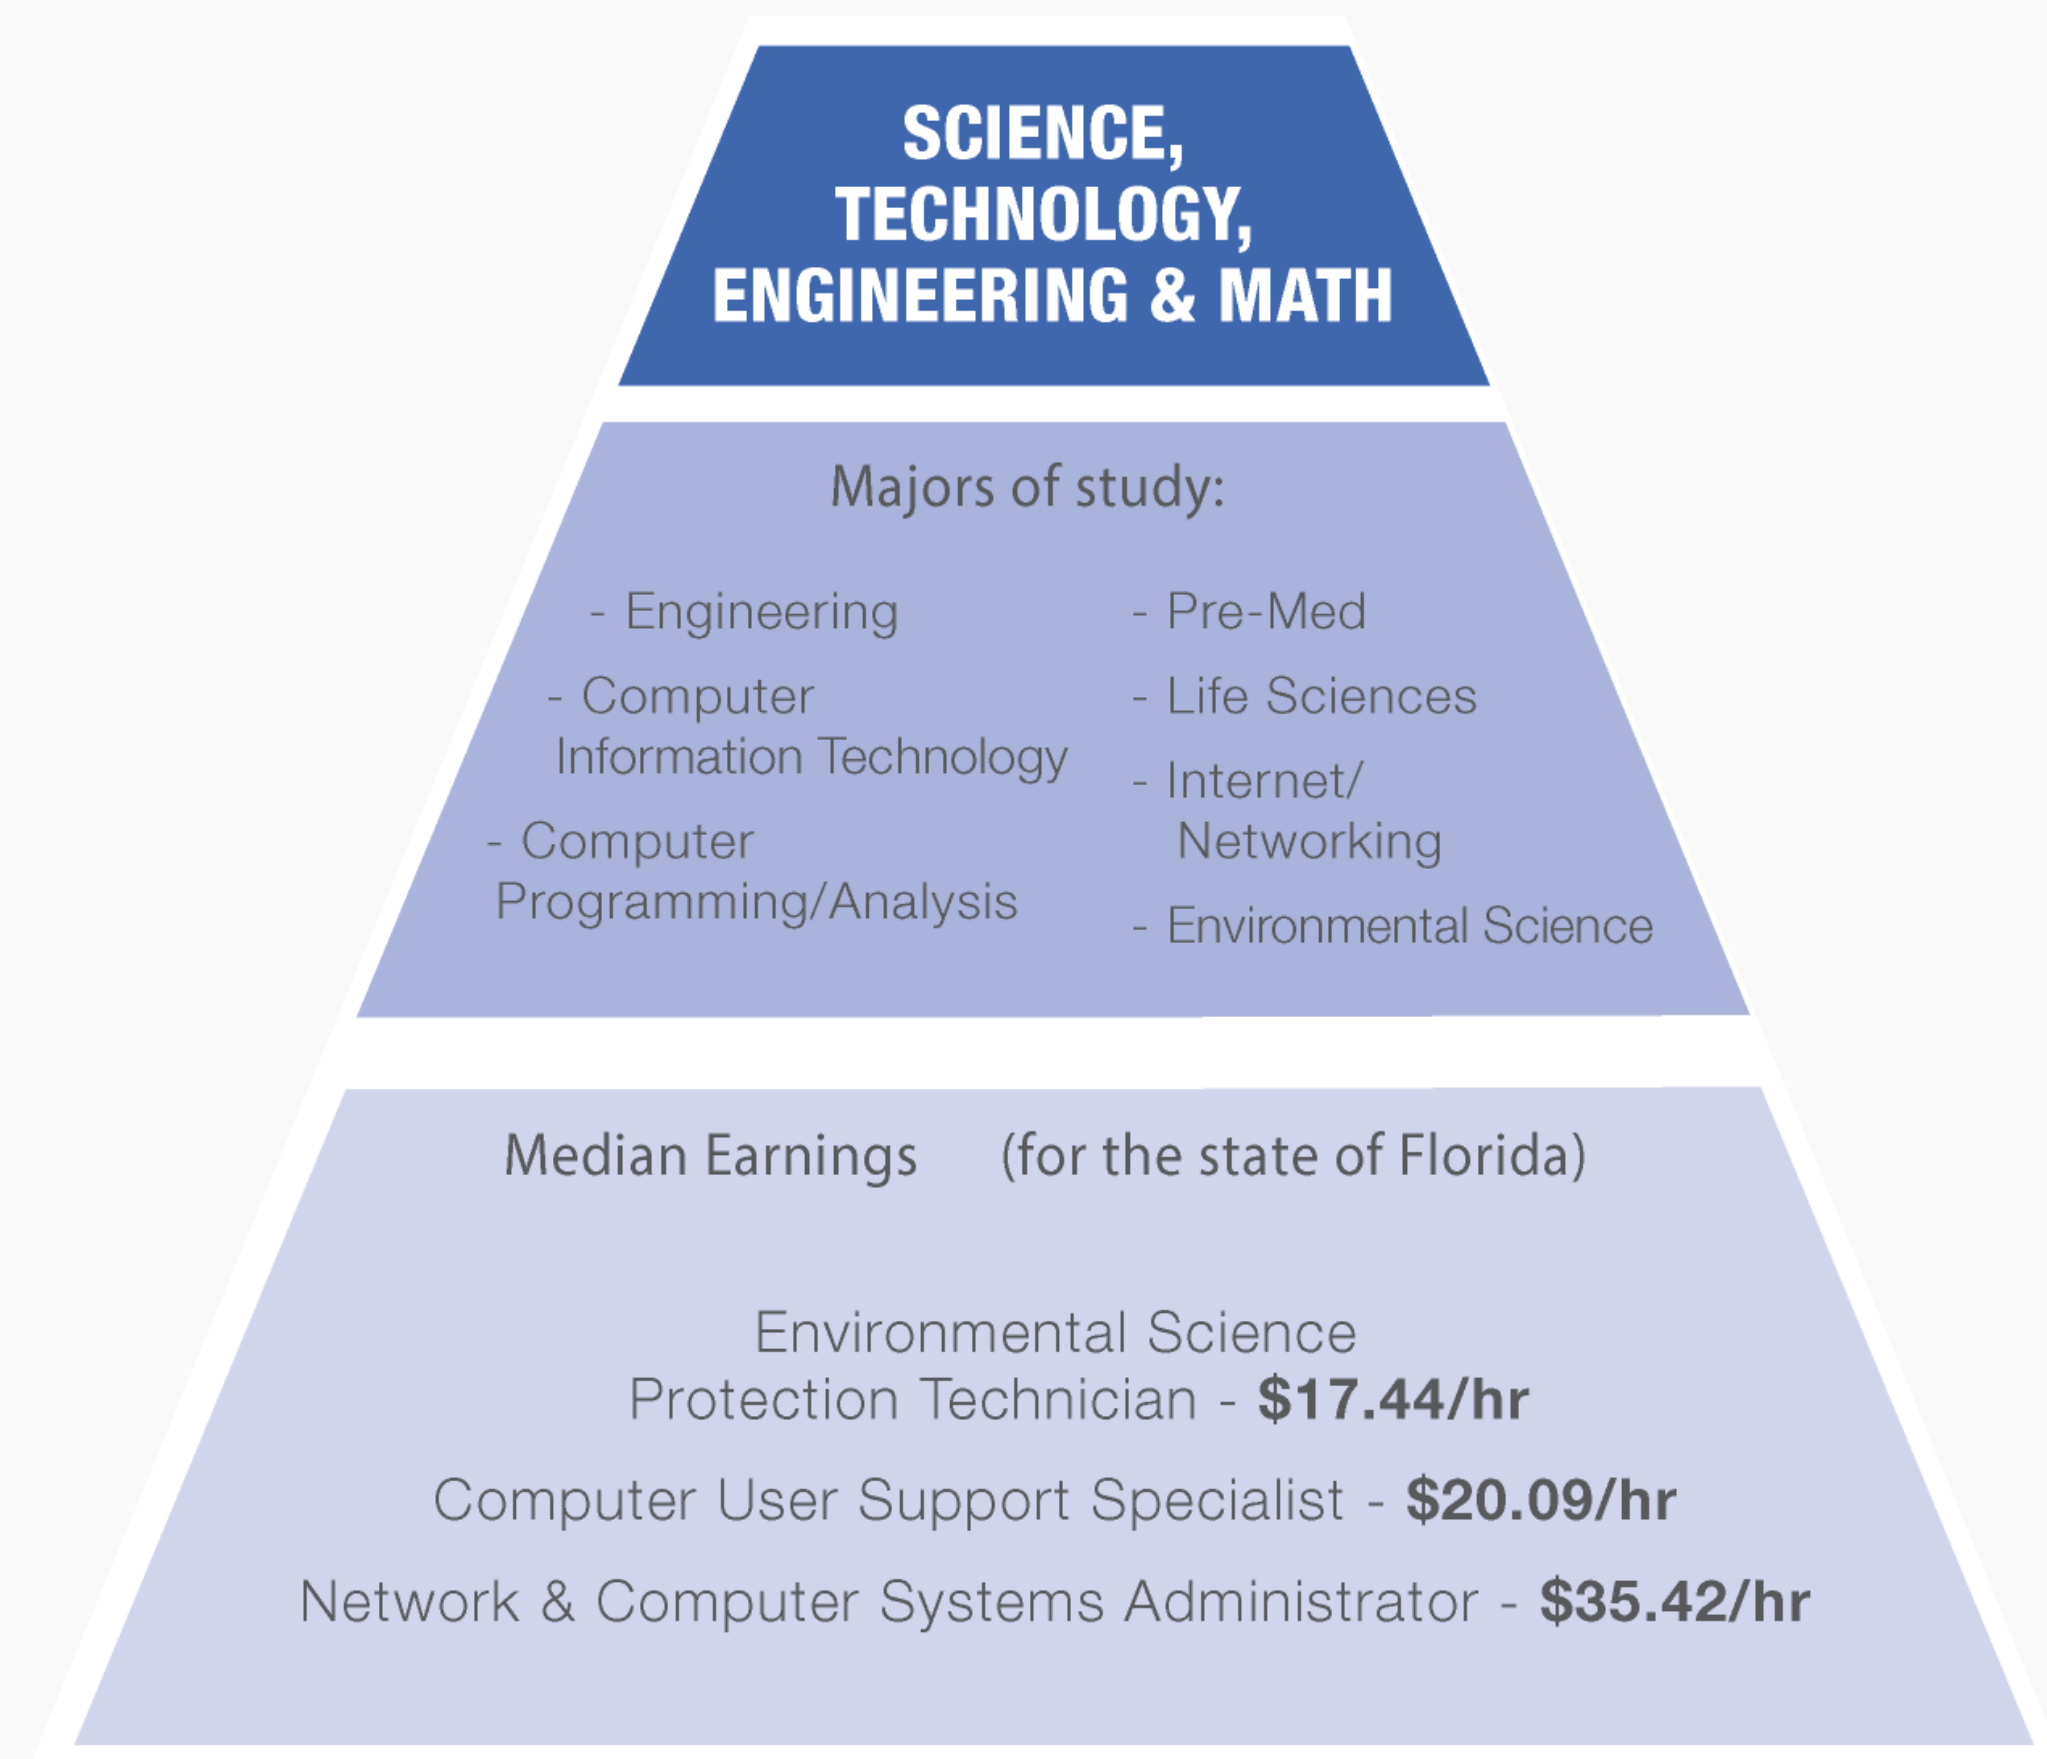 SCIENCE,
TECHNOLOGY,
ENGINEERING & MATH
Majors of study:
- Engineering
- Computer
Information Technology
- Computer
Programming/Analysis
- Pre-Med
- Life Sciences
- Internet/
Networking
- Environmental Science
Median Earnings (for the state of Florida)
Environmental Science
Protection Technician - $17.44/hr
Computer User Support Specialist - $20.09/hr
Network & Computer Systems Administrator - $35.42/hr